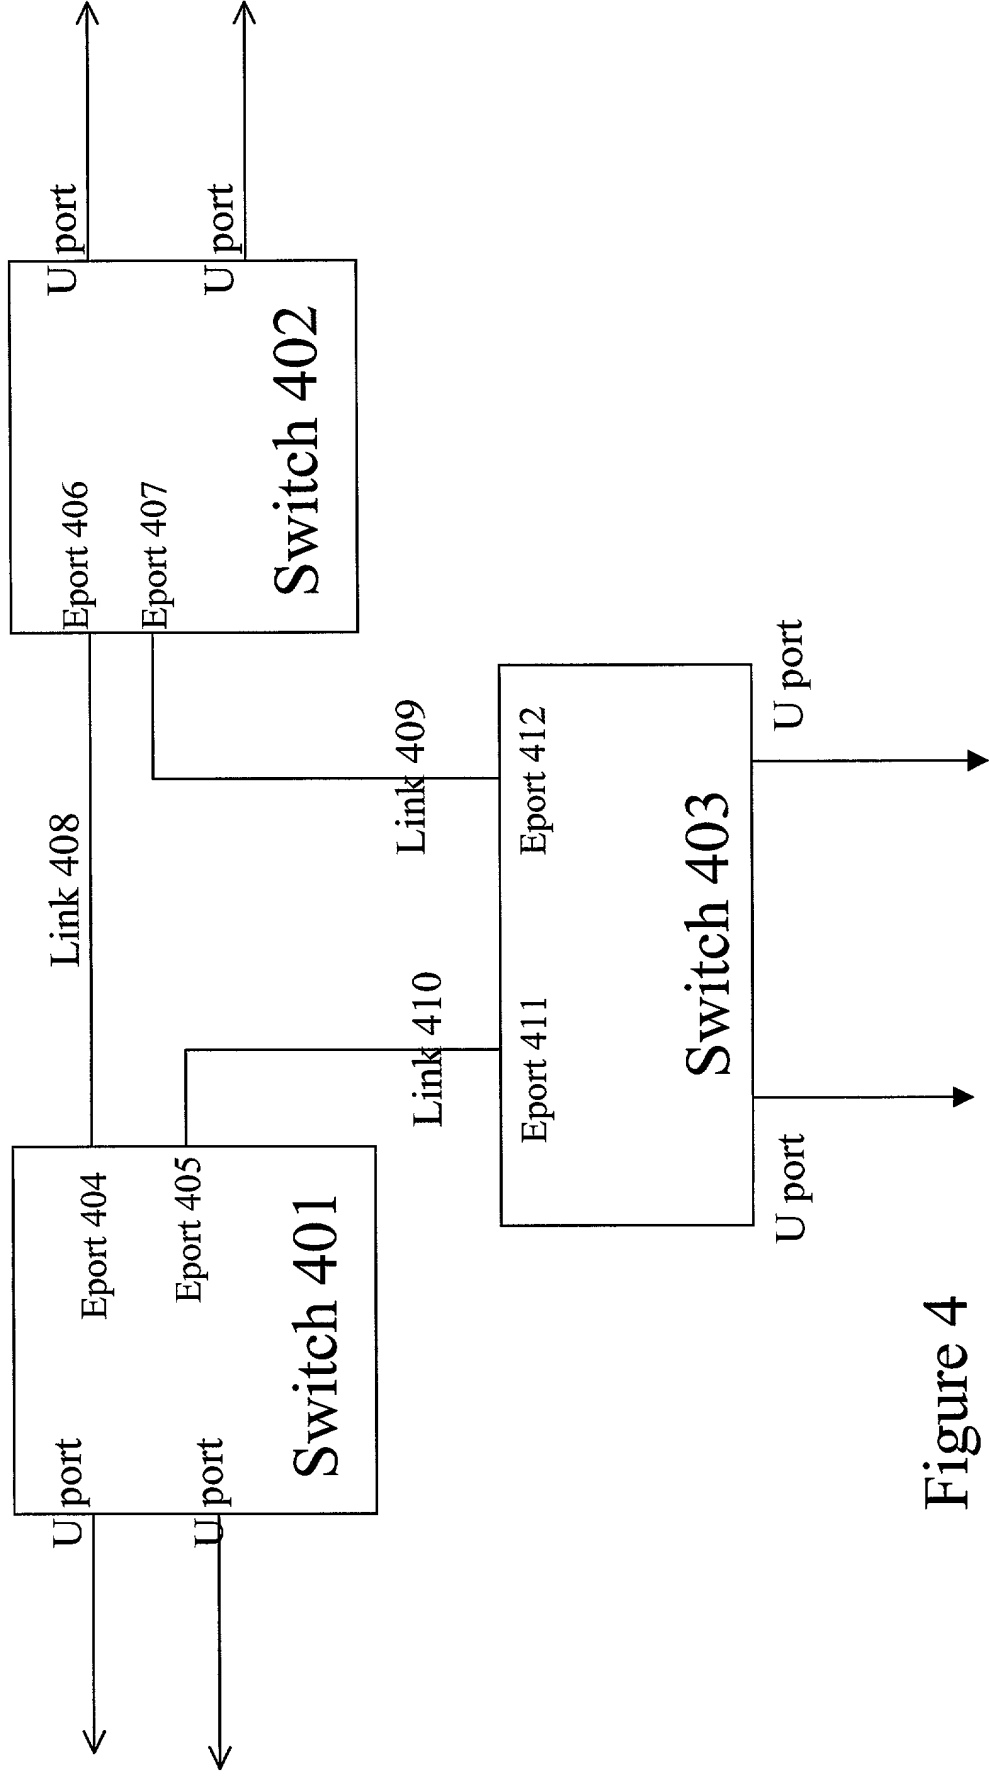 Link 408
U port
Eport 404
Eport 406
U port
U port
Eport 405
Eport 407
U port
Switch 401
Switch 402
Link 410
Link 409
Eport 411
Eport 412
Switch 403
U port
U port
Figure 4